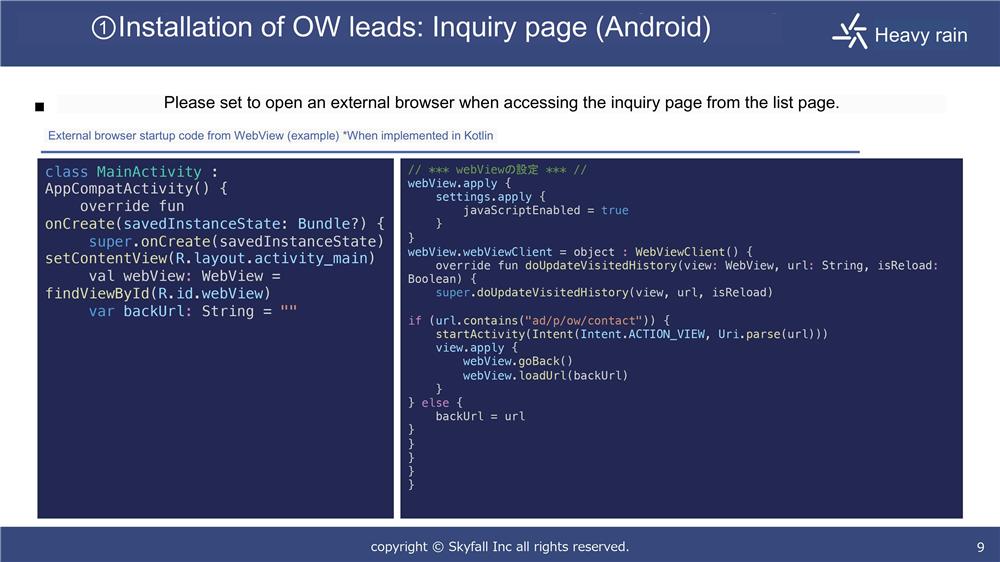 ①Installation of OW leads: Inquiry page (Android)
Heavy rain
■ Please set to open an external browser when accessing the inquiry page from the list page.
External browser startup code from WebView (example) *When implemented in Kotlin
class MainActivity :
AppCompatActivity() {
override fun
onCreate(savedInstanceState: Bundle?) {
super.onCreate(savedInstanceState)
setContentView(R.layout.activity_main)
val webView: WebView =
findViewById(R.id.webView)
var backUrl: String = ""
// *** webViewの設定 *** //
webView.apply {
settings.apply {
javaScriptEnabled = true
}
}
webView.webViewClient = object : WebViewClient() {
override fun doUpdateVisitedHistory(view: WebView, url: String, isReload:
Boolean) {
super.doUpdateVisitedHistory(view, url, isReload)
if (url.contains("ad/p/ow/contact")) {
startActivity(Intent(Intent.ACTION_VIEW, Uri.parse(url)))
view.apply {
webView.goBack()
webView.loadUrl(backUrl)
}
} else {
backUrl = url
}
}
}
}
}
copyright © Skyfall Inc all rights reserved.
9